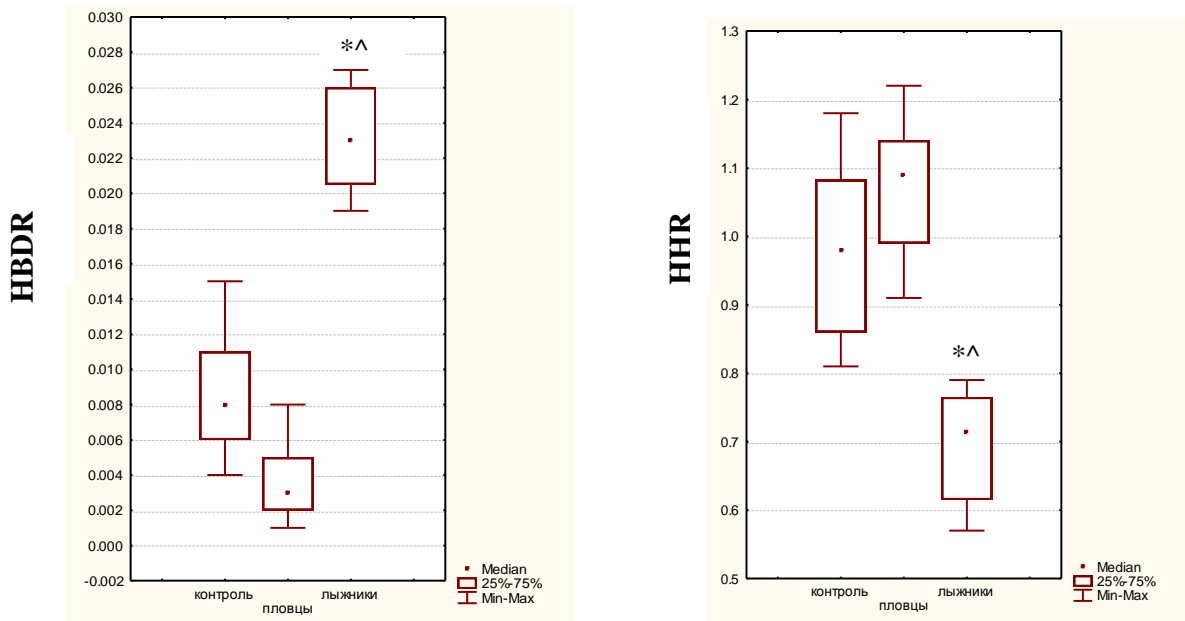 HBDR
0.030
0.028
0.026
0.024
0.022
0.020
0.018
0.016
0.014
0.012
0.010
0.008
0.006
0.004
0.002
0.000
-0.002
*^
контроль
пловцы
лыжники
Median
25%-75%
Min-Max
HHR
1.3
1.2
1.1
1.0
0.9
0.8
0.7
0.6
0.5
*^
контроль
пловцы
лыжники
Median
25%-75%
Min-Max